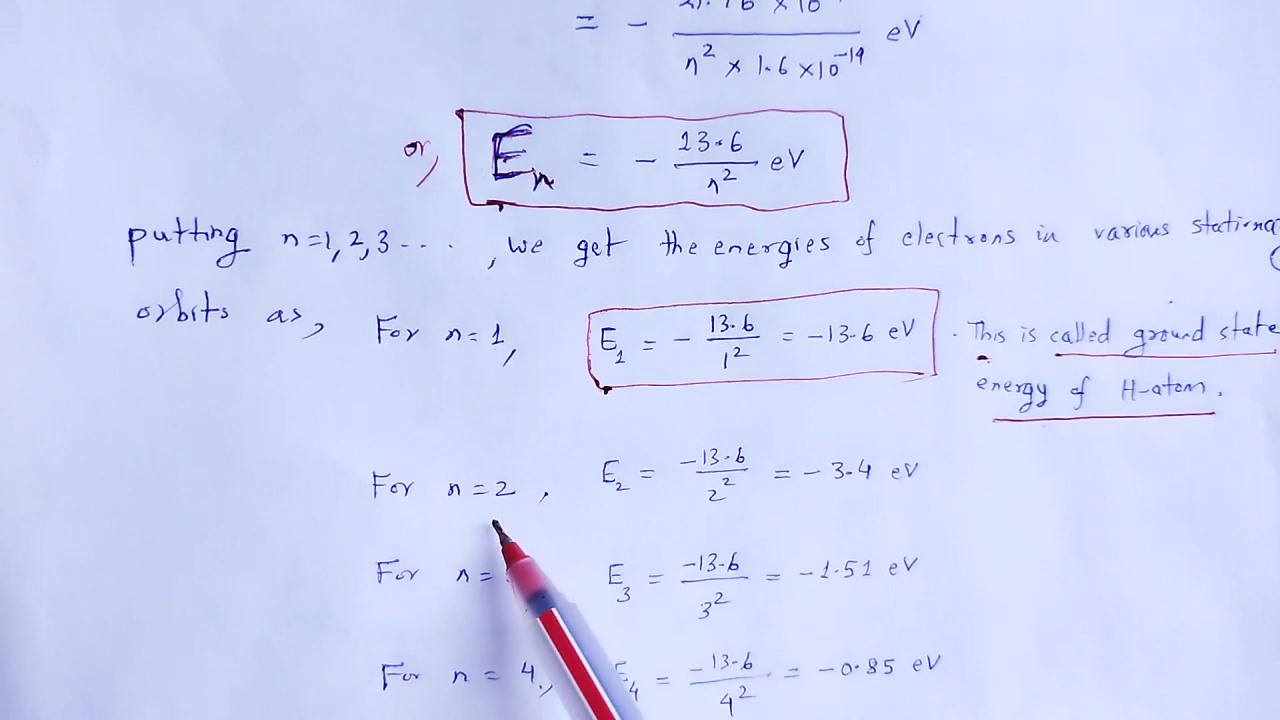 = - / n² × 1.6 × 10⁻¹⁹ eV
or, Eₙ = - 13.6 / n² eV
putting n=1, 2, 3 - - . . , we get the energies of electrons in various
orbits as,
For n=1, E₁ = - 13.6 / 1² = -13.6 eV . This is called ground state
energy of H-atom.
For n=2 , E₂ = -13.6 / 2² = -3.4 eV
For n= E₃ = -13.6 / 3² = -1.51 eV
For n = 4, E₄ = -13.6 / 4² = -0.85 eV